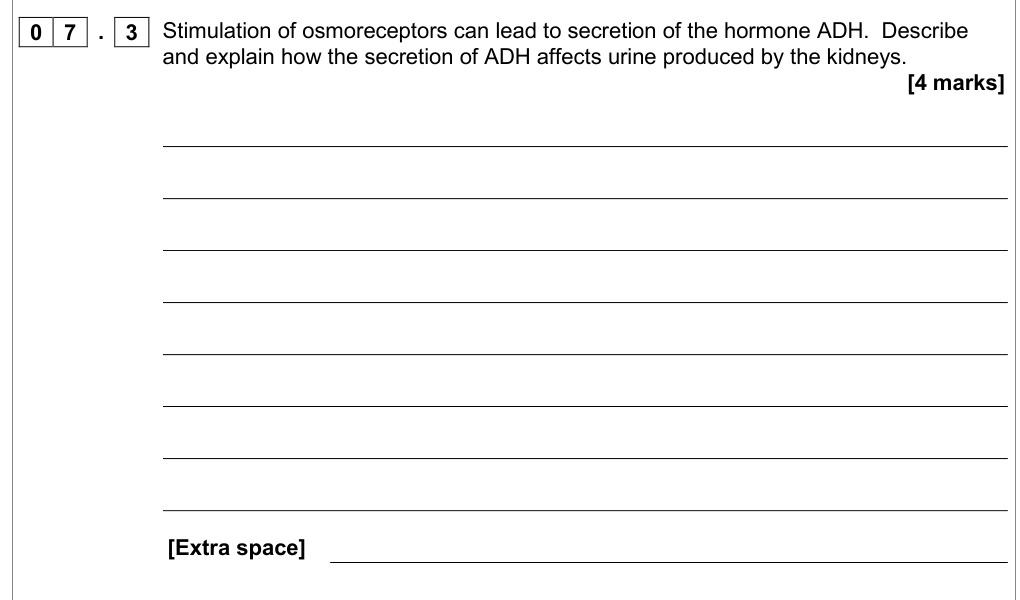 0 7 . 3 Stimulation of osmoreceptors can lead to secretion of the hormone ADH. Describe
and explain how the secretion of ADH affects urine produced by the kidneys.
[4 marks]
[Extra space]